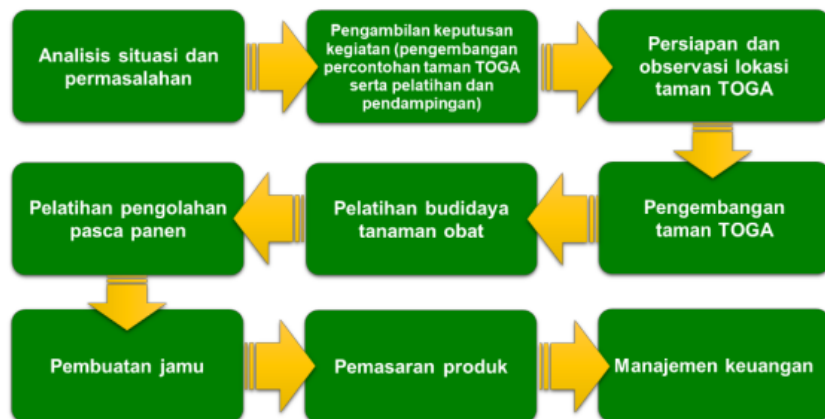 Analisis situasi dan
permasalahan
Pengambilan keputusan
kegiatan (pengembangan
percontohan taman TOGA
serta pelatihan dan
pendampingan)
Persiapan dan
observasi lokasi
taman TOGA
Pengembangan
taman TOGA
Pelatihan budidaya
tanaman obat
Pelatihan pengolahan
pasca panen
Pembuatan jamu
Pemasaran produk
Manajemen keuangan